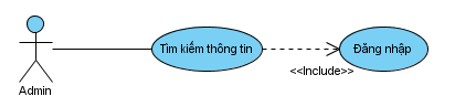 Tìm kiếm thông tin
Đăng nhập
<<Include>>
Admin